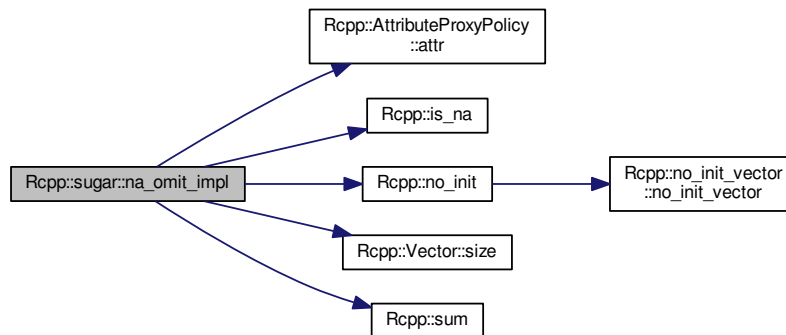 Rcpp::AttributeProxyPolicy
::attr
Rcpp::is_na
Rcpp::sugar::na_omit_impl
Rcpp::no_init
Rcpp::no_init_vector
::no_init_vector
Rcpp::Vector::size
Rcpp::sum